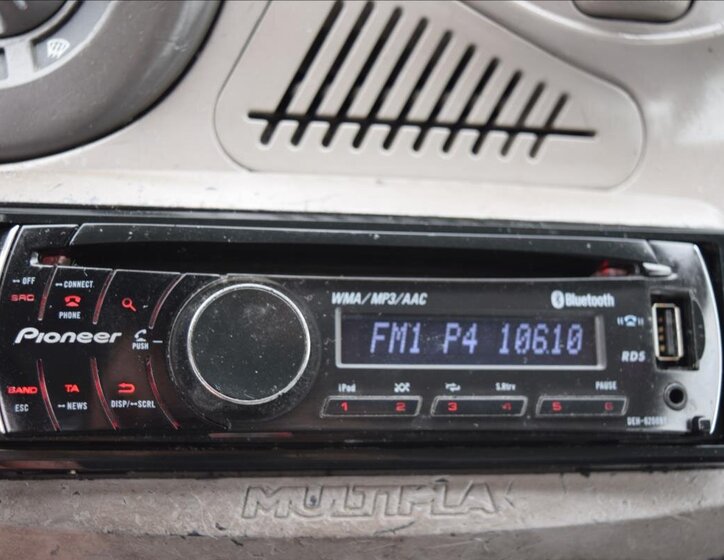 OFF
CONNECT
SRC
PHONE
Pioneer
PUSH
BAND
TA
ESC
NEWS
DISP/ SCRL
WMA/MP3/AAC
Bluetooth
FM1 P4 106.10
RDS
iPod
S.Rtrv
PAUSE
1 2 3 4 5 6
MULTIPLA